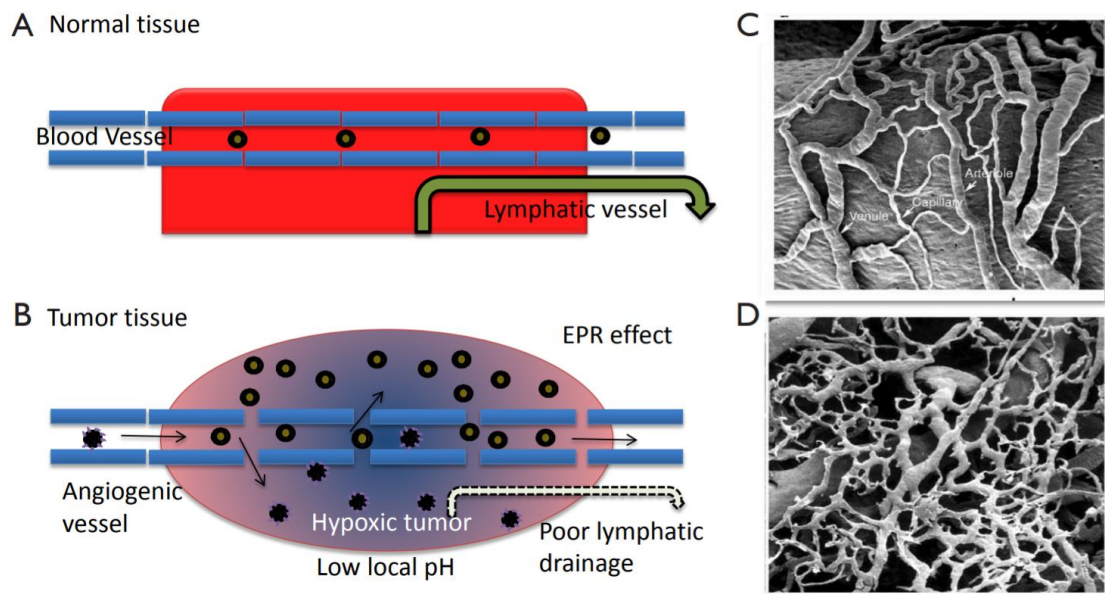 A Normal tissue
Blood Vessel
Lymphatic vessel
B Tumor tissue
EPR effect
Angiogenic
vessel
Hypoxic tumor
Low local pH
Poor lymphatic
drainage
C
Arteriole
Capillary
Venule
D